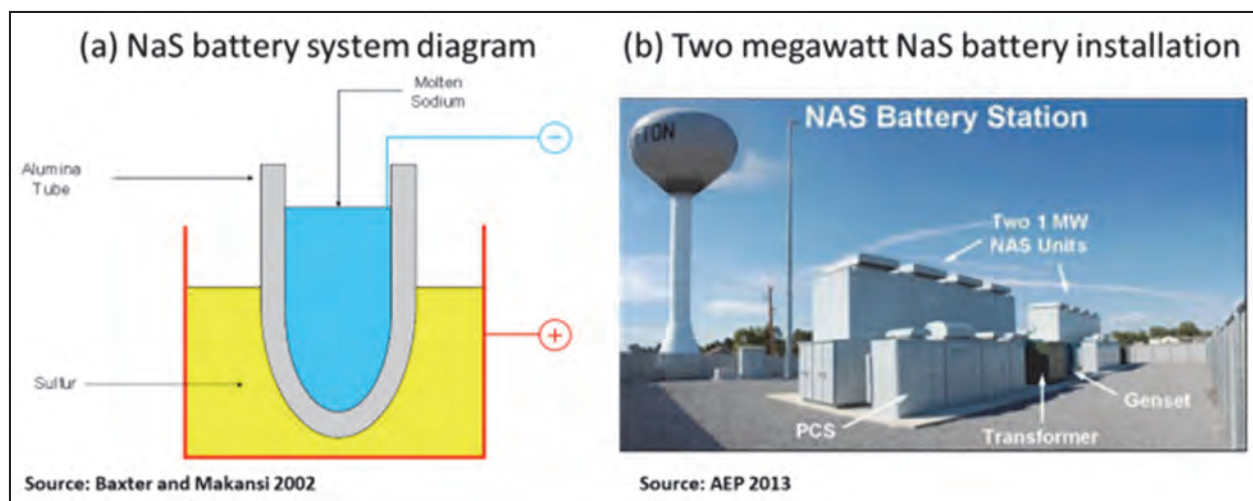 (a) NaS battery system diagram
Molten
Sodium
−
Alumina
Tube
+
Sulfur
Source: Baxter and Makansi 2002
(b) Two megawatt NaS battery installation
TON
NAS Battery Station
Two 1 MW
NAS Units
PCS
Transformer
Genset
Source: AEP 2013